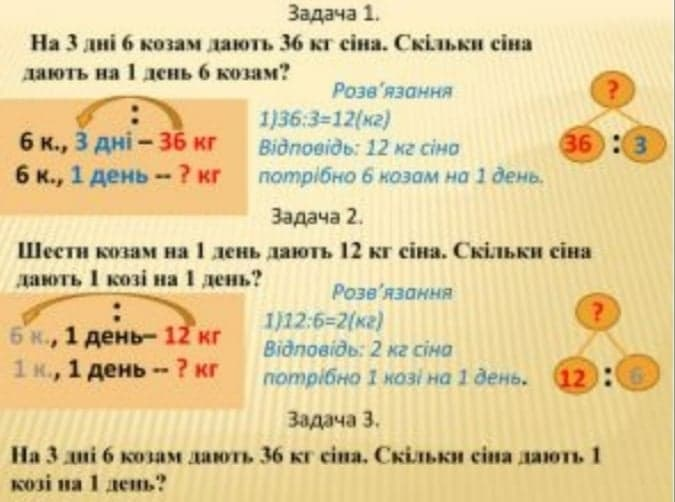 Задача 1.
На 3 дні 6 козам дають 36 кг сіна. Скільки сіна
дають на 1 день 6 козам?
Розв'язання
:
6 к., 3 дні – 36 кг
6 к., 1 день -- ? кг
1)36:3=12(кг)
Відповідь: 12 кг сіна
потрібно 6 козам на 1 день.
?
36 : 3
Задача 2.
Шести козам на 1 день дають 12 кг сіна. Скільки сіна
дають 1 козі на 1 день?
Розв'язання
:
6 к., 1 день– 12 кг
1 к., 1 день -- ? кг
1)12:6=2(кг)
Відповідь: 2 кг сіна
потрібно 1 козі на 1 день.
?
12 : 6
Задача 3.
На 3 дні 6 козам дають 36 кг сіна. Скільки сіна дають 1
козі на 1 день?